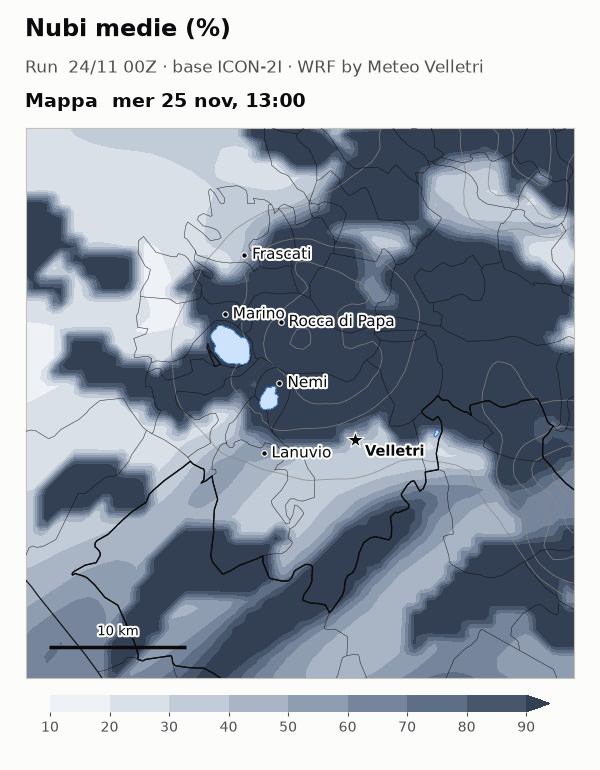 Nubi medie (%)
Run  24/11 00Z · base ICON-2I · WRF by Meteo Velletri
Mappa  mer 25 nov, 13:00
Frascati
Marino
Rocca di Papa
Nemi
Velletri
Lanuvio
10 km
10 20 30 40 50 60 70 80 90